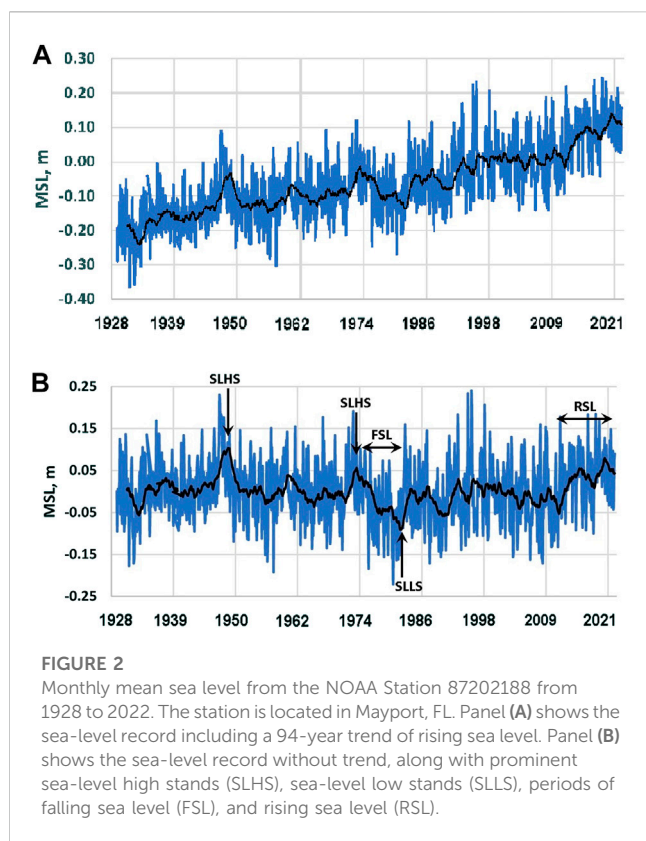 A
0.30
0.20
0.10
0.00
-0.10
-0.20
-0.30
-0.40
MSL, m
1928 1939 1950 1962 1974 1986 1998 2009 2021
B
0.25
0.15
0.05
-0.05
-0.15
-0.25
MSL, m
SLHS
SLHS
FSL
RSL
SLLS
1928 1939 1950 1962 1974 1986 1998 2009 2021
FIGURE 2
Monthly mean sea level from the NOAA Station 87202188 from
1928 to 2022. The station is located in Mayport, FL. Panel (A) shows the
sea-level record including a 94-year trend of rising sea level. Panel (B)
shows the sea-level record without trend, along with prominent
sea-level high stands (SLHS), sea-level low stands (SLLS), periods of
falling sea level (FSL), and rising sea level (RSL).